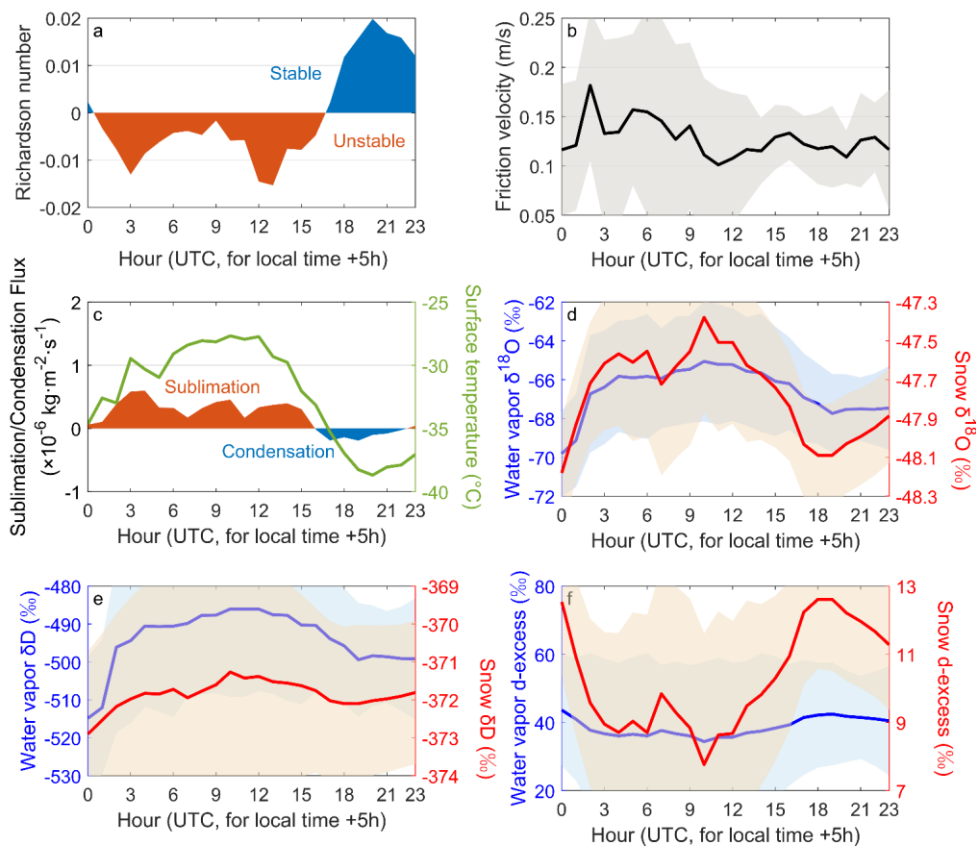 a
Richardson number
0.02
0.01
0
-0.01
-0.02
Stable
Unstable
0 3 6 9 12 15 18 21 23
Hour (UTC, for local time +5h)
b
Friction velocity (m/s)
0.25
0.2
0.15
0.1
0.05
0 3 6 9 12 15 18 21 23
Hour (UTC, for local time +5h)
c
Sublimation/Condensation Flux
(×10⁻⁶ kg·m⁻²·s⁻¹)
2
1
0
-1
Sublimation
Condensation
-25
-30
-35
-40
Surface temperature (°C)
0 3 6 9 12 15 18 21 23
Hour (UTC, for local time +5h)
d
Water vapor δ¹⁸O (‰)
-62
-64
-66
-68
-70
-72
-47.3
-47.5
-47.7
-47.9
-48.1
-48.3
Snow δ¹⁸O (‰)
0 3 6 9 12 15 18 21 23
Hour (UTC, for local time +5h)
e
Water vapor δD (‰)
-480
-490
-500
-510
-520
-530
-369
-370
-371
-372
-373
-374
Snow δD (‰)
0 3 6 9 12 15 18 21 23
Hour (UTC, for local time +5h)
f
Water vapor d-excess (‰)
80
60
40
20
13
11
9
7
Snow d-excess (‰)
0 3 6 9 12 15 18 21 23
Hour (UTC, for local time +5h)